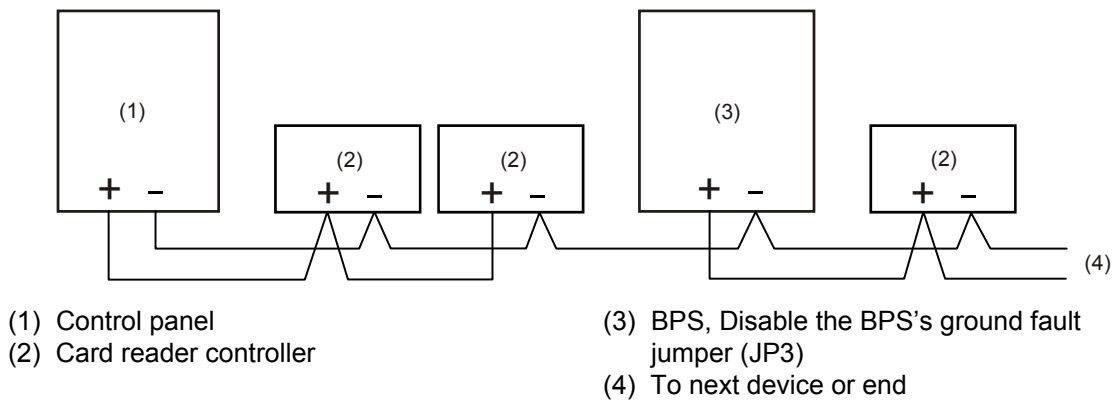 (1)
(2)
(2)
(3)
(2)
+ –
+ –
+ –
+ –
+ –
(4)
(1) Control panel
(2) Card reader controller
(3) BPS, Disable the BPS’s ground fault
jumper (JP3)
(4) To next device or end